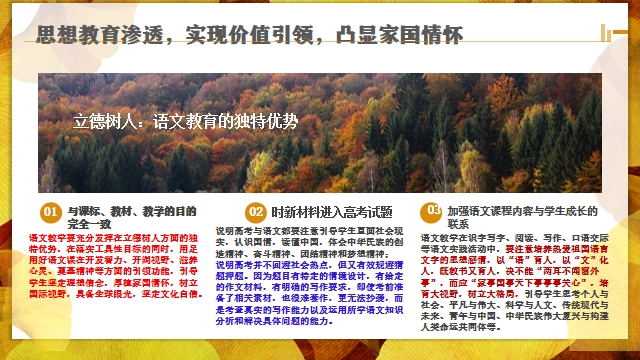 思想教育渗透，实现价值引领，凸显家国情怀
立德树人：语文教育的独特优势
01
与课标、教材、教学的目的
完全一致
语文教学要充分发挥在立德树人方面的独
特优势，在落实工具性目标的同时，用足
用好语文课在开发智力、开阔视野、滋养
心灵、奠基精神等方面的引领功能，引导
学生坚定理想信念，厚植家国情怀，树立
国际视野，具备全球眼光，坚定文化自信。
02
时新材料进入高考试题
说明高考与语文都要注意引导学生直面社会现
实，认识国情，读懂中国，体会中华民族的创
造精神、奋斗精神、团结精神和梦想精神；
说明高考并不回避社会热点，但又有效规避猜
题押题。因为题目有特定的情境设计，有给定
的作文材料，有明确的写作要求，即使考前准
备了相关素材，也很难套作，更无法抄袭，而
是考查真实的写作能力以及运用所学语文知识
分析和解决具体问题的能力。
03
加强语文课程内容与学生成长的
联系
语文教学在识字写字、阅读、写作、口语交际
等语文实践活动中，要注意培养热爱祖国语言
文字的思想感情，以“语”育人，以“文”化
人，既教书又育人，决不能“两耳不闻窗外
事”，而应“家事国事天下事事事关心”，培
育大视野，树立大格局，引导学生思考个人与
社会、平凡与伟大、科学与人文、传统现代与
未来、青年与中国、中华民族伟大复兴与构建
人类命运共同体等。